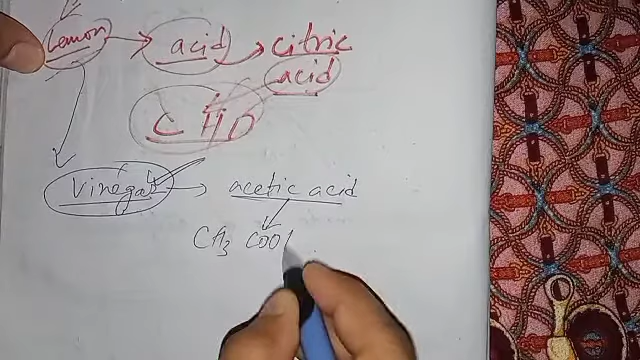 Lemon acid citric
acid
C H O
Vinegar acetic acid
CH3 COO